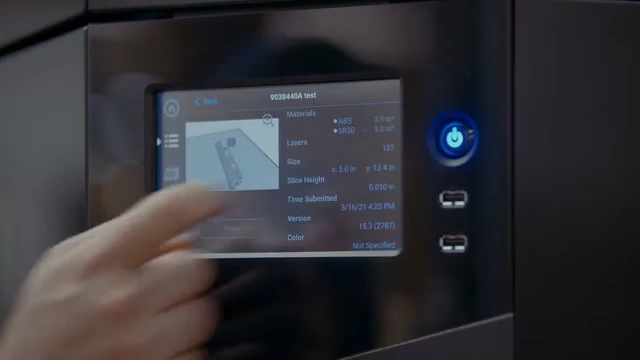 Back
9038440A test
Materials
ABS 3.9 in³
SR30 3.0 in³
Layers
137
Size
x: 5.0 in y: 13.4 in
Slice Height
0.010 in
Time Submitted
3/16/21 4:25 PM
Version
15.3 (2787)
Color
Not Specified